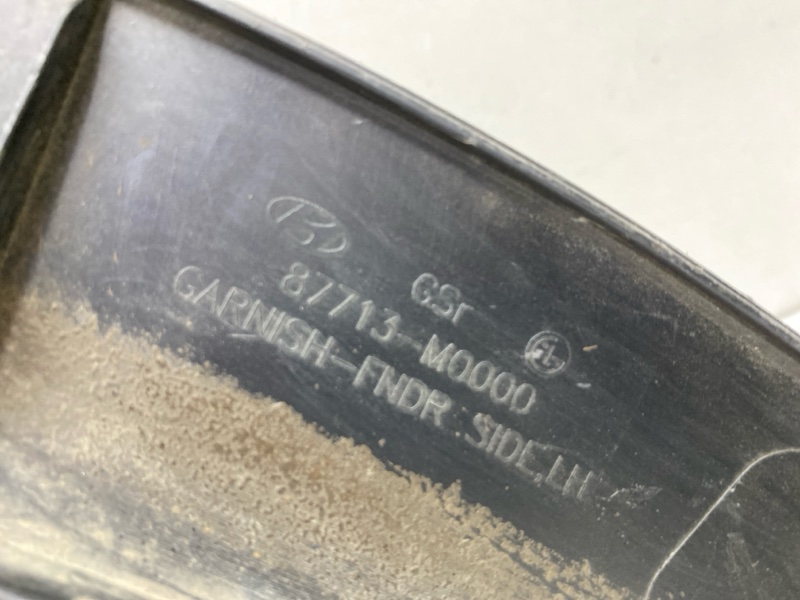 GSr
87713-M0000
GARNISH-FNDR SIDE,LH